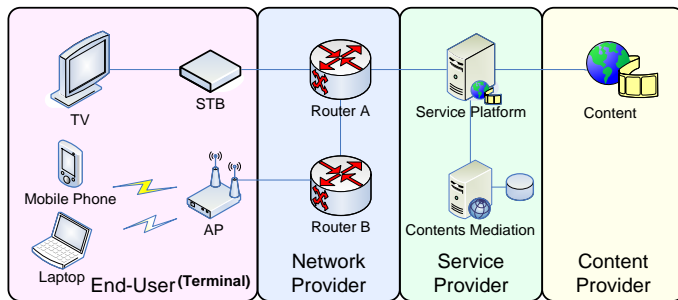 TV
STB
Router A
Service Platform
Content
Mobile Phone
AP
Router B
Contents Mediation
Laptop
End-User (Terminal)
Network
Provider
Service
Provider
Content
Provider